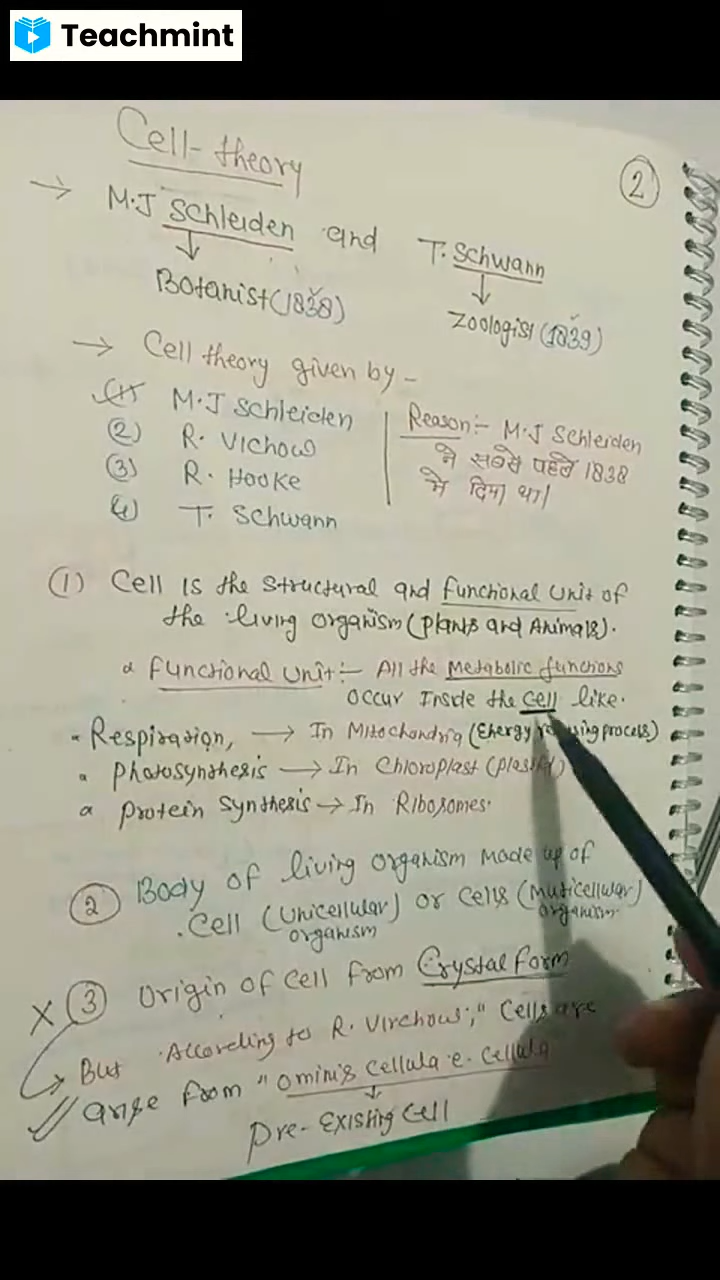 Teachmint
Cell-theory
2
→ M.J Schleiden and T. Schwann
Botanist (1838)
Zoologist (1839)
→ Cell theory given by -
(1) M.J Schleiden
(2) R. Vichow
(3) R. Hooke
(4) T. Schwann
Reason:- M.J Schleiden
ने सबसे पहले 1838
मे दिया था।
(1) Cell is the structural and functional unit of
the living organism (plants and Animals).
Functional unit:- All the Metabolic functions
occur inside the cell like.
Respiration, → In Mitochondria (Energy process)
Photosynthesis → In Chloroplast (plastid)
Protein Synthesis → In Ribosomes.
(2) Body of living organism made up of
Cell (Unicellular) or cells (Muticellular)
organism organism
X (3) Origin of cell from Crystal form
But According to R. Virchow;" Cells are
arise from "ominis cellula e. cellula
Pre-Existing Cell